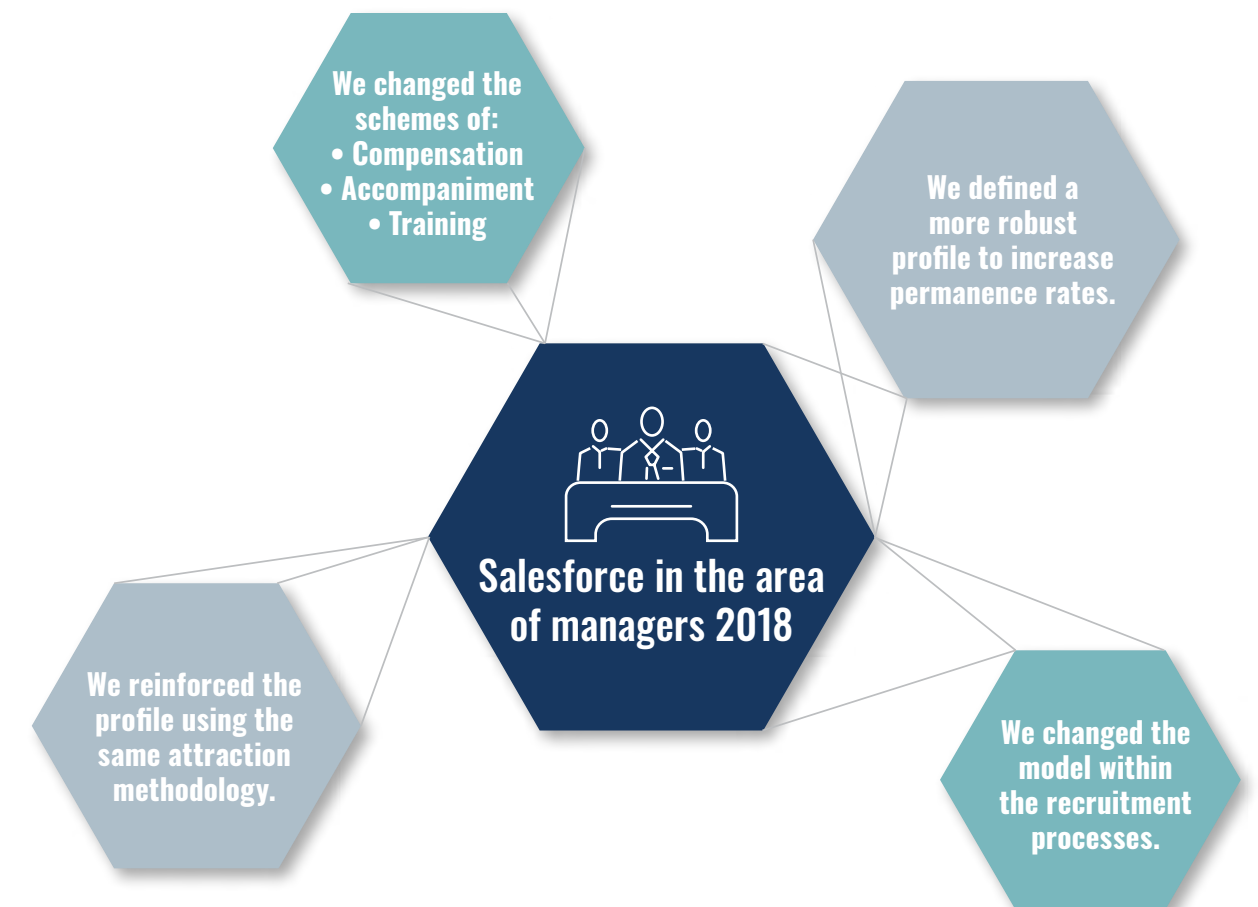 We changed the
schemes of:
• Compensation
• Accompaniment
• Training
We defined a
more robust
profile to increase
permanence rates.
Salesforce in the area
of managers 2018
We reinforced the
profile using the
same attraction
methodology.
We changed the
model within
the recruitment
processes.